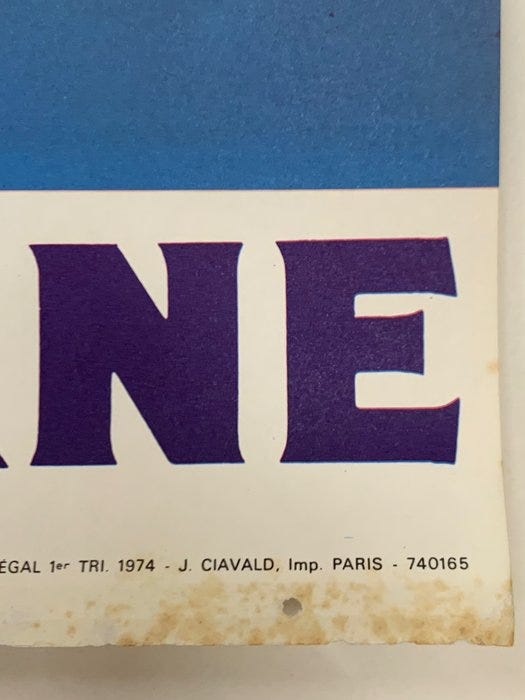 NE
ÉGAL 1er TRI. 1974 - J. CIAVALD, Imp. PARIS - 740165